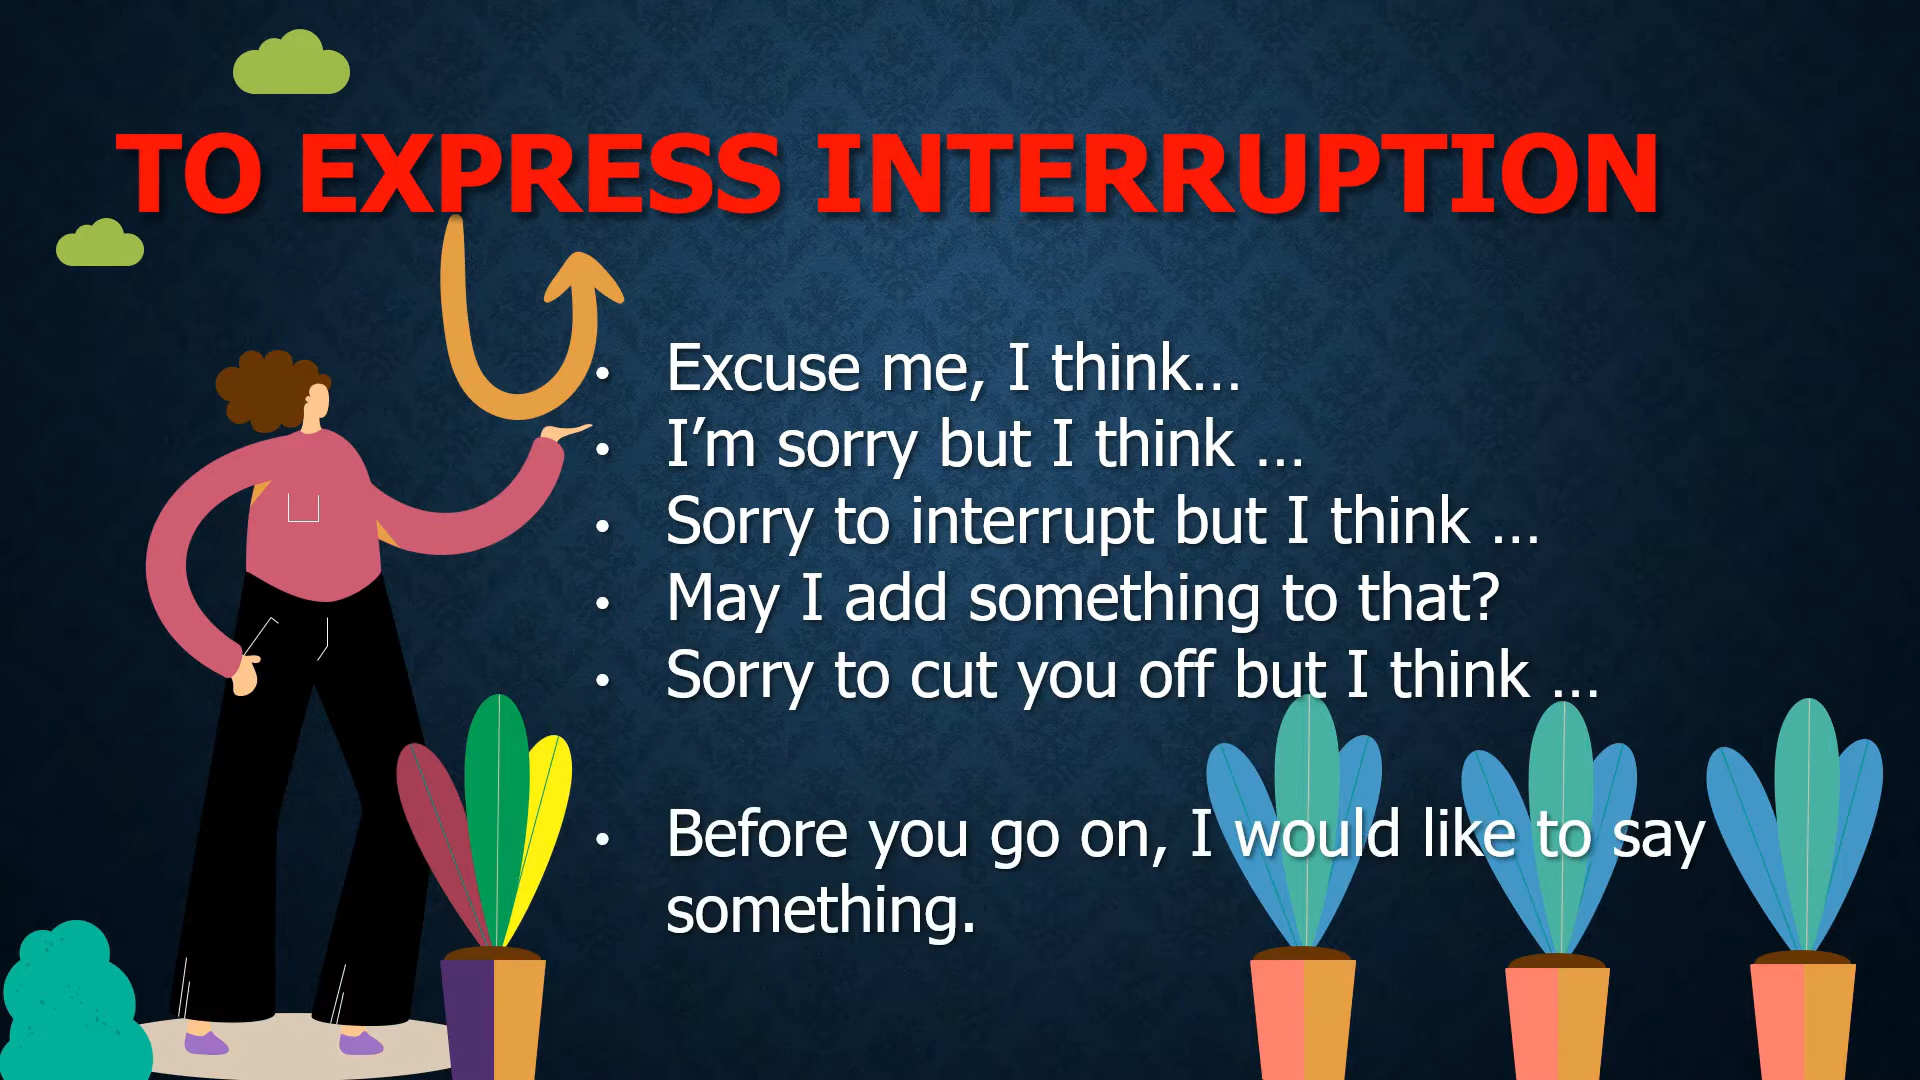 TO EXPRESS INTERRUPTION
• Excuse me, I think...
• I’m sorry but I think ...
• Sorry to interrupt but I think ...
• May I add something to that?
• Sorry to cut you off but I think ...
• Before you go on, I would like to say
something.